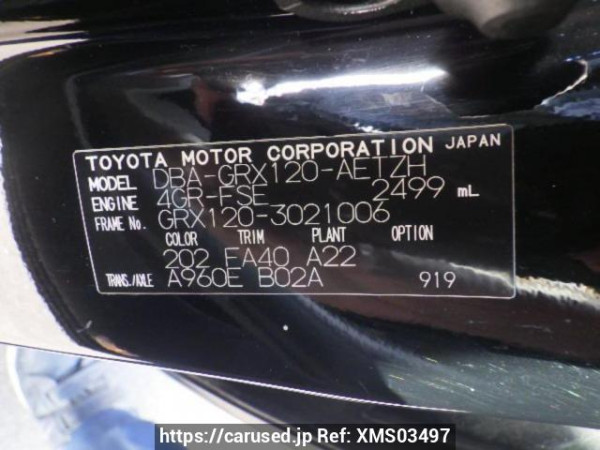 TOYOTA MOTOR CORPORATION JAPAN
MODEL DBA-GRX120-AETZH
ENGINE 4GR-FSE 2499 mL
FRAME No. GRX120-3021006
COLOR TRIM PLANT OPTION
202 FA40 A22
TRANS./AXLE A960E B02A 919
https://carused.jp Ref: XMS03497